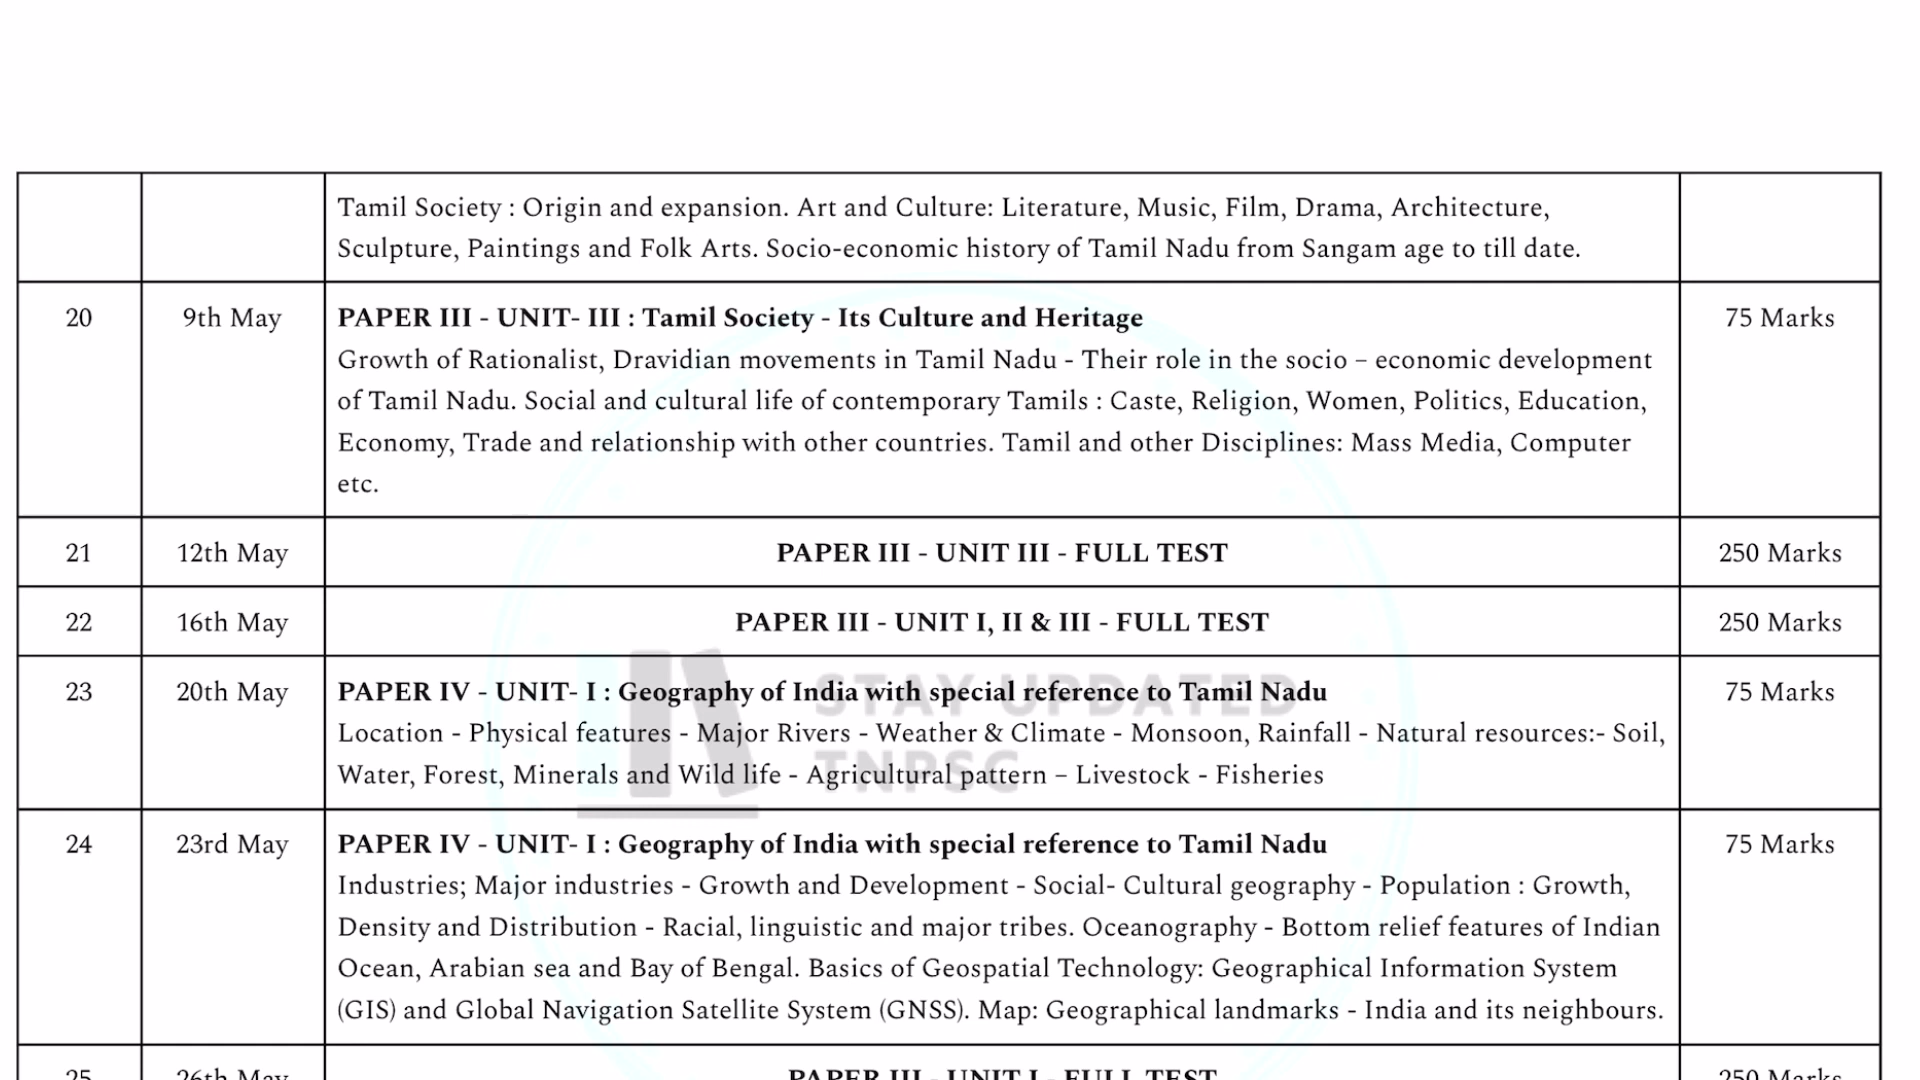 Tamil Society : Origin and expansion. Art and Culture: Literature, Music, Film, Drama, Architecture,
Sculpture, Paintings and Folk Arts. Socio-economic history of Tamil Nadu from Sangam age to till date.
20
9th May
PAPER III - UNIT- III : Tamil Society - Its Culture and Heritage
75 Marks
Growth of Rationalist, Dravidian movements in Tamil Nadu - Their role in the socio – economic development
of Tamil Nadu. Social and cultural life of contemporary Tamils : Caste, Religion, Women, Politics, Education,
Economy, Trade and relationship with other countries. Tamil and other Disciplines: Mass Media, Computer
etc.
21
12th May
PAPER III - UNIT III - FULL TEST
250 Marks
22
16th May
PAPER III - UNIT I, II & III - FULL TEST
250 Marks
23
20th May
PAPER IV - UNIT- I : Geography of India with special reference to Tamil Nadu
75 Marks
Location - Physical features - Major Rivers - Weather & Climate - Monsoon, Rainfall - Natural resources:- Soil,
Water, Forest, Minerals and Wild life - Agricultural pattern – Livestock - Fisheries
STAY UPDATED
TNPSC
24
23rd May
PAPER IV - UNIT- I : Geography of India with special reference to Tamil Nadu
75 Marks
Industries; Major industries - Growth and Development - Social- Cultural geography - Population : Growth,
Density and Distribution - Racial, linguistic and major tribes. Oceanography - Bottom relief features of Indian
Ocean, Arabian sea and Bay of Bengal. Basics of Geospatial Technology: Geographical Information System
(GIS) and Global Navigation Satellite System (GNSS). Map: Geographical landmarks - India and its neighbours.
25
26th May
PAPER III - UNIT I - FULL TEST
250 Marks